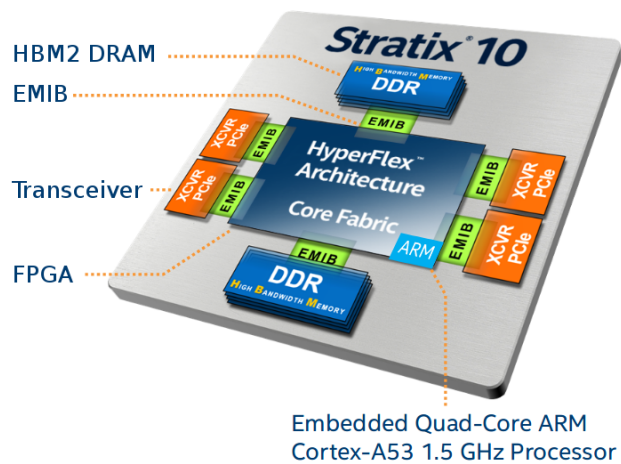 Stratix® 10
HBM2 DRAM
HIGH BANDWIDTH MEMORY
DDR
EMIB
EMIB
XCVR
PCIe
EMIB
HyperFlex™
Architecture
Core Fabric
EMIB
XCVR
PCIe
Transceiver
XCVR
PCIe
EMIB
ARM
EMIB
XCVR
PCIe
FPGA
EMIB
DDR
HIGH BANDWIDTH MEMORY
Embedded Quad-Core ARM
Cortex-A53 1.5 GHz Processor